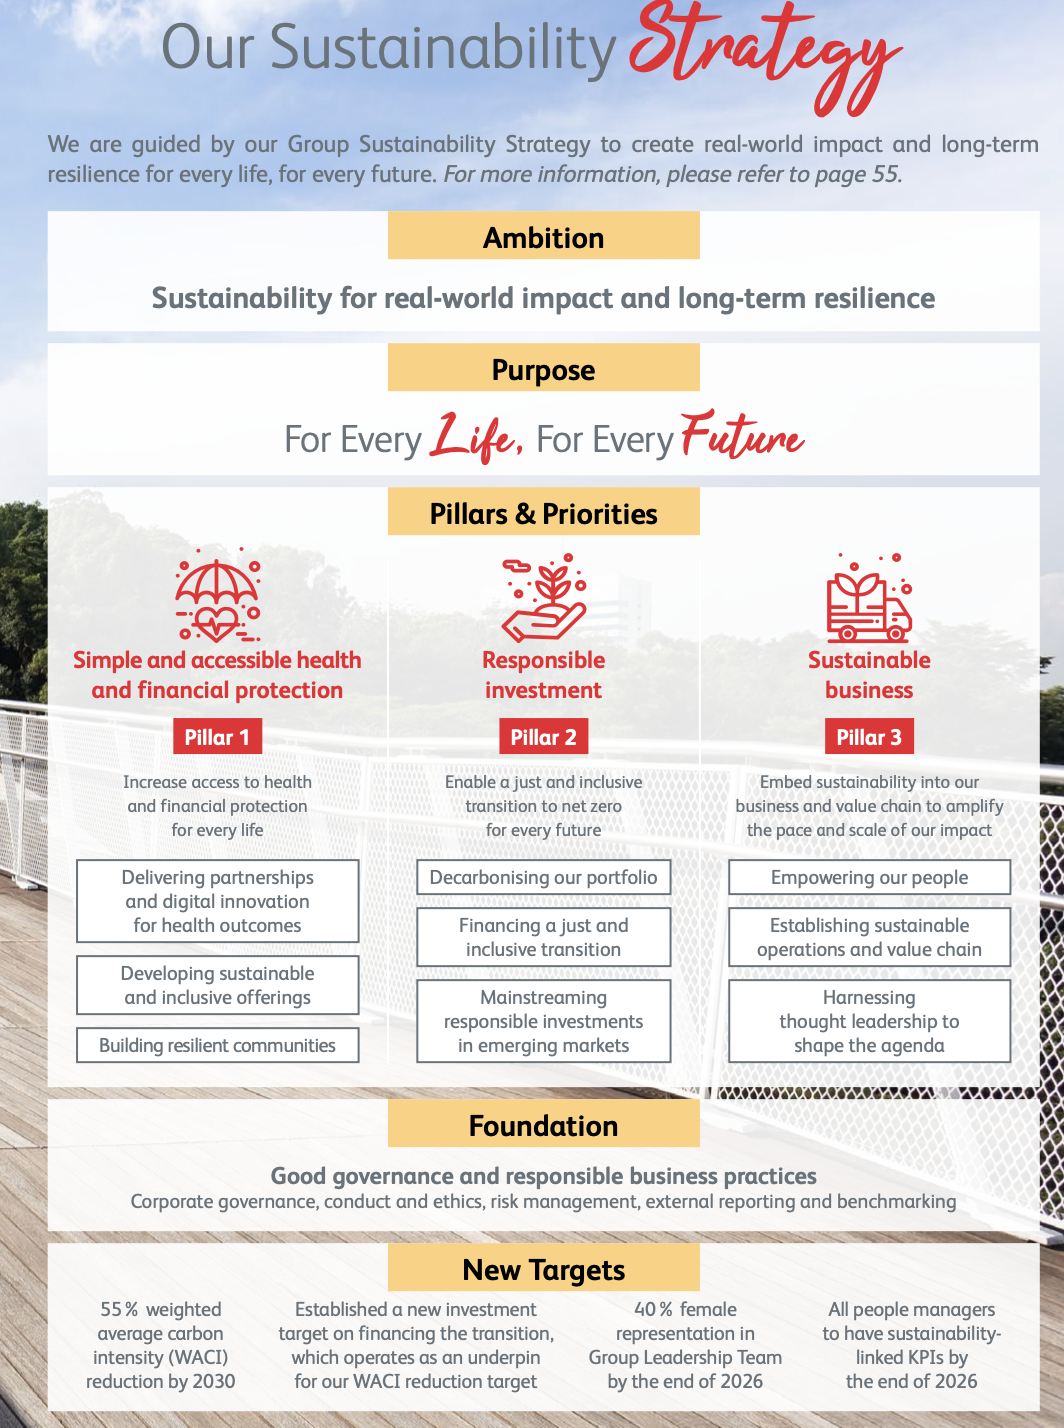 Our Sustainability Strategy
We are guided by our Group Sustainability Strategy to create real-world impact and long-term
resilience for every life, for every future. For more information, please refer to page 55.
Ambition
Sustainability for real-world impact and long-term resilience
Purpose
For Every Life, For Every Future
Pillars & Priorities
Simple and accessible health
and financial protection
Pillar 1
Increase access to health
and financial protection
for every life
Delivering partnerships
and digital innovation
for health outcomes
Developing sustainable
and inclusive offerings
Building resilient communities
Responsible
investment
Pillar 2
Enable a just and inclusive
transition to net zero
for every future
Decarbonising our portfolio
Financing a just and
inclusive transition
Mainstreaming
responsible investments
in emerging markets
Sustainable
business
Pillar 3
Embed sustainability into our
business and value chain to amplify
the pace and scale of our impact
Empowering our people
Establishing sustainable
operations and value chain
Harnessing
thought leadership to
shape the agenda
Foundation
Good governance and responsible business practices
Corporate governance, conduct and ethics, risk management, external reporting and benchmarking
New Targets
55% weighted
average carbon
intensity (WACI)
reduction by 2030
Established a new investment
target on financing the transition,
which operates as an underpin
for our WACI reduction target
40% female
representation in
Group Leadership Team
by the end of 2026
All people managers
to have sustainability-
linked KPIs by
the end of 2026